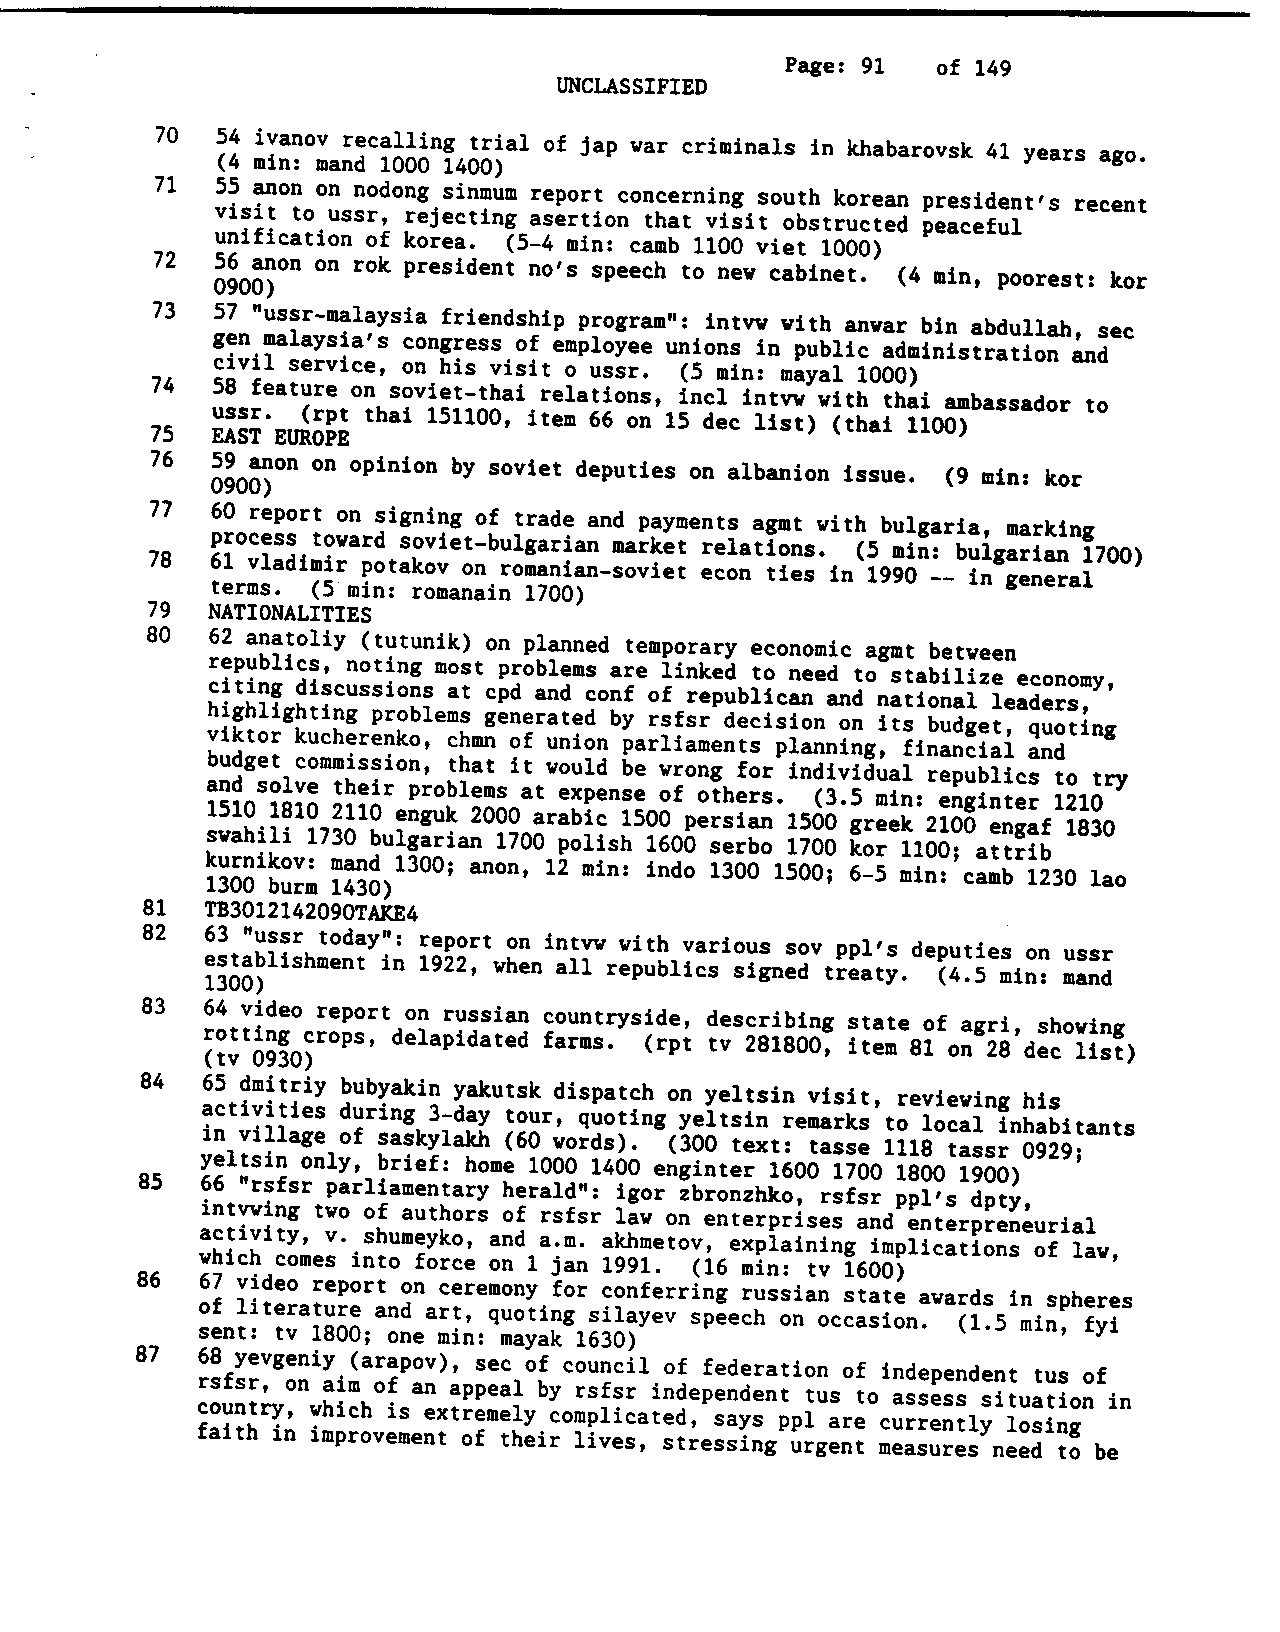 Page: 91 of 149
UNCLASSIFIED
70 54 ivanov recalling trial of jap war criminals in khabarovsk 41 years ago.
(4 min: mand 1000 1400)
71 55 anon on nodong sinmum report concerning south korean president's recent
visit to ussr, rejecting asertion that visit obstructed peaceful
unification of korea. (5-4 min: camb 1100 viet 1000)
72 56 anon on rok president no's speech to new cabinet. (4 min, poorest: kor
0900)
73 57 "ussr-malaysia friendship program": intvw with anwar bin abdullah, sec
gen malaysia's congress of employee unions in public administration and
civil service, on his visit o ussr. (5 min: mayal 1000)
74 58 feature on soviet-thai relations, incl intvw with thai ambassador to
ussr. (rpt thai 151100, item 66 on 15 dec list) (thai 1100)
75 EAST EUROPE
76 59 anon on opinion by soviet deputies on albanion issue. (9 min: kor
0900)
77 60 report on signing of trade and payments agmt with bulgaria, marking
process toward soviet-bulgarian market relations. (5 min: bulgarian 1700)
78 61 vladimir potakov on romanian-soviet econ ties in 1990 -- in general
terms. (5 min: romanain 1700)
79 NATIONALITIES
80 62 anatoliy (tutunik) on planned temporary economic agmt between
republics, noting most problems are linked to need to stabilize economy,
citing discussions at cpd and conf of republican and national leaders,
highlighting problems generated by rsfsr decision on its budget, quoting
viktor kucherenko, chmn of union parliaments planning, financial and
budget commission, that it would be wrong for individual republics to try
and solve their problems at expense of others. (3.5 min: enginter 1210
1510 1810 2110 enguk 2000 arabic 1500 persian 1500 greek 2100 engaf 1830
swahili 1730 bulgarian 1700 polish 1600 serbo 1700 kor 1100; attrib
kurnikov: mand 1300; anon, 12 min: indo 1300 1500; 6-5 min: camb 1230 lao
1300 burm 1430)
81 TB3012142090TAKE4
82 63 "ussr today": report on intvw with various sov ppl's deputies on ussr
establishment in 1922, when all republics signed treaty. (4.5 min: mand
1300)
83 64 video report on russian countryside, describing state of agri, showing
rotting crops, delapidated farms. (rpt tv 281800, item 81 on 28 dec list)
(tv 0930)
84 65 dmitriy bubyakin yakutsk dispatch on yeltsin visit, reviewing his
activities during 3-day tour, quoting yeltsin remarks to local inhabitants
in village of saskylakh (60 words). (300 text: tasse 1118 tassr 0929;
yeltsin only, brief: home 1000 1400 enginter 1600 1700 1800 1900)
85 66 "rsfsr parliamentary herald": igor zbronzhko, rsfsr ppl's dpty,
intvwing two of authors of rsfsr law on enterprises and enterpreneurial
activity, v. shumeyko, and a.m. akhmetov, explaining implications of law,
which comes into force on 1 jan 1991. (16 min: tv 1600)
86 67 video report on ceremony for conferring russian state awards in spheres
of literature and art, quoting silayev speech on occasion. (1.5 min, fyi
sent: tv 1800; one min: mayak 1630)
87 68 yevgeniy (arapov), sec of council of federation of independent tus of
rsfsr, on aim of an appeal by rsfsr independent tus to assess situation in
country, which is extremely complicated, says ppl are currently losing
faith in improvement of their lives, stressing urgent measures need to be